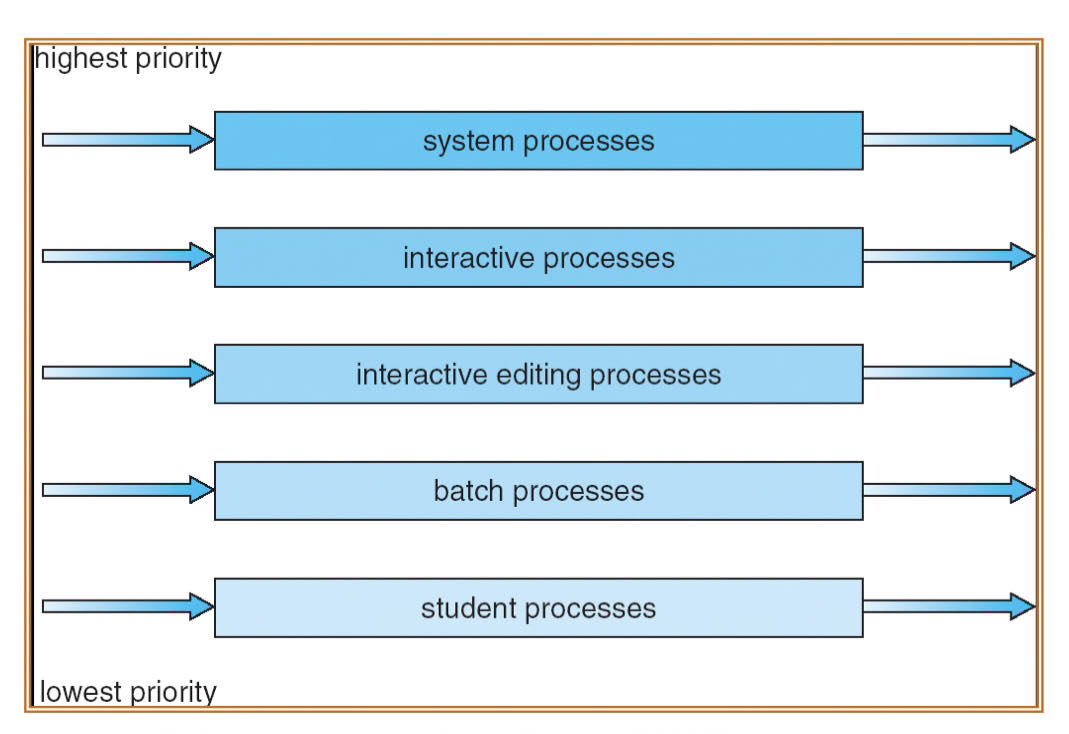 highest priority
system processes
interactive processes
interactive editing processes
batch processes
student processes
lowest priority